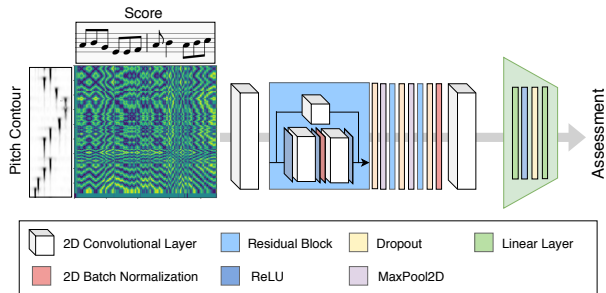 Score
Pitch Contour
Assessment
2D Convolutional Layer
Residual Block
Dropout
Linear Layer
2D Batch Normalization
ReLU
MaxPool2D